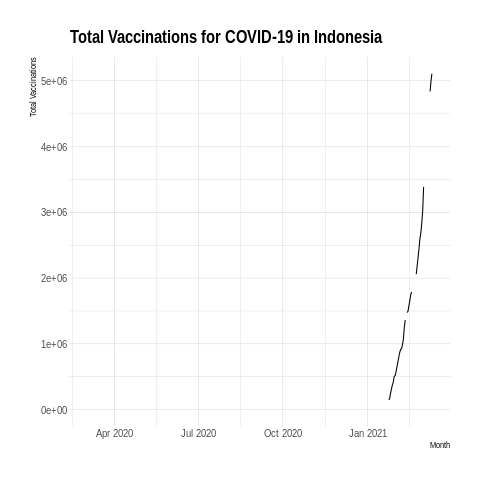 Total Vaccinations for COVID-19 in Indonesia
Total Vaccinations
5e+06
4e+06
3e+06
2e+06
1e+06
0e+00
Apr 2020 Jul 2020 Oct 2020 Jan 2021
Month